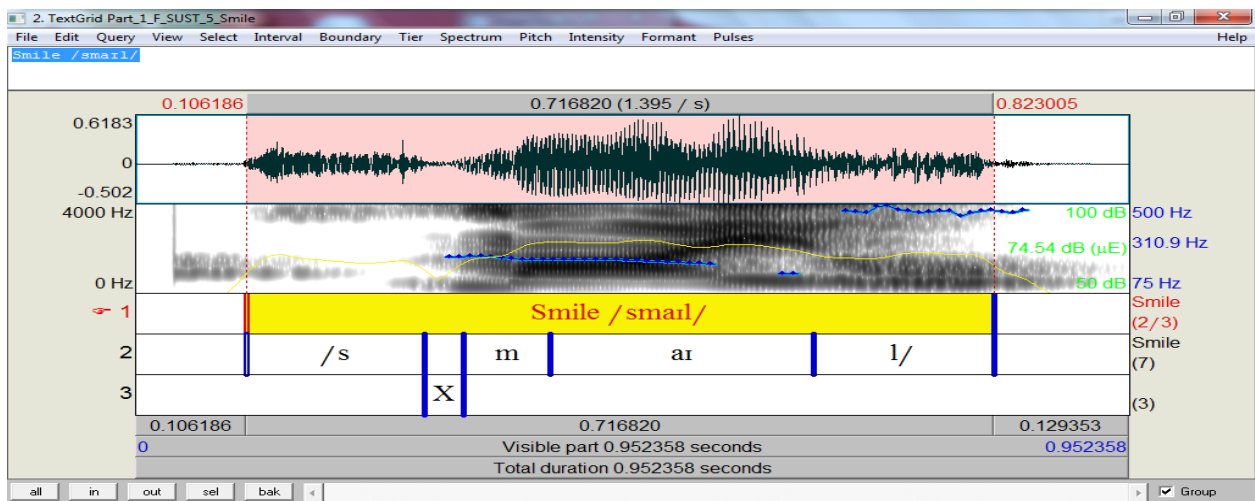 2. TextGrid Part_1_F_SUST_5_Smile
File Edit Query View Select Interval Boundary Tier Spectrum Pitch Intensity Formant Pulses Help
Smile /smaɪl/
0.106186 0.716820 (1.395 / s) 0.823005
0.6183
0
-0.502
4000 Hz 100 dB 500 Hz
74.54 dB (µE) 310.9 Hz
0 Hz 50 dB 75 Hz
1 Smile /smaɪl/ Smile (2/3)
2 /s m aɪ l/ Smile (7)
3 X (3)
0.106186 0.716820 0.129353
0 Visible part 0.952358 seconds 0.952358
Total duration 0.952358 seconds
all in out sel bak Group